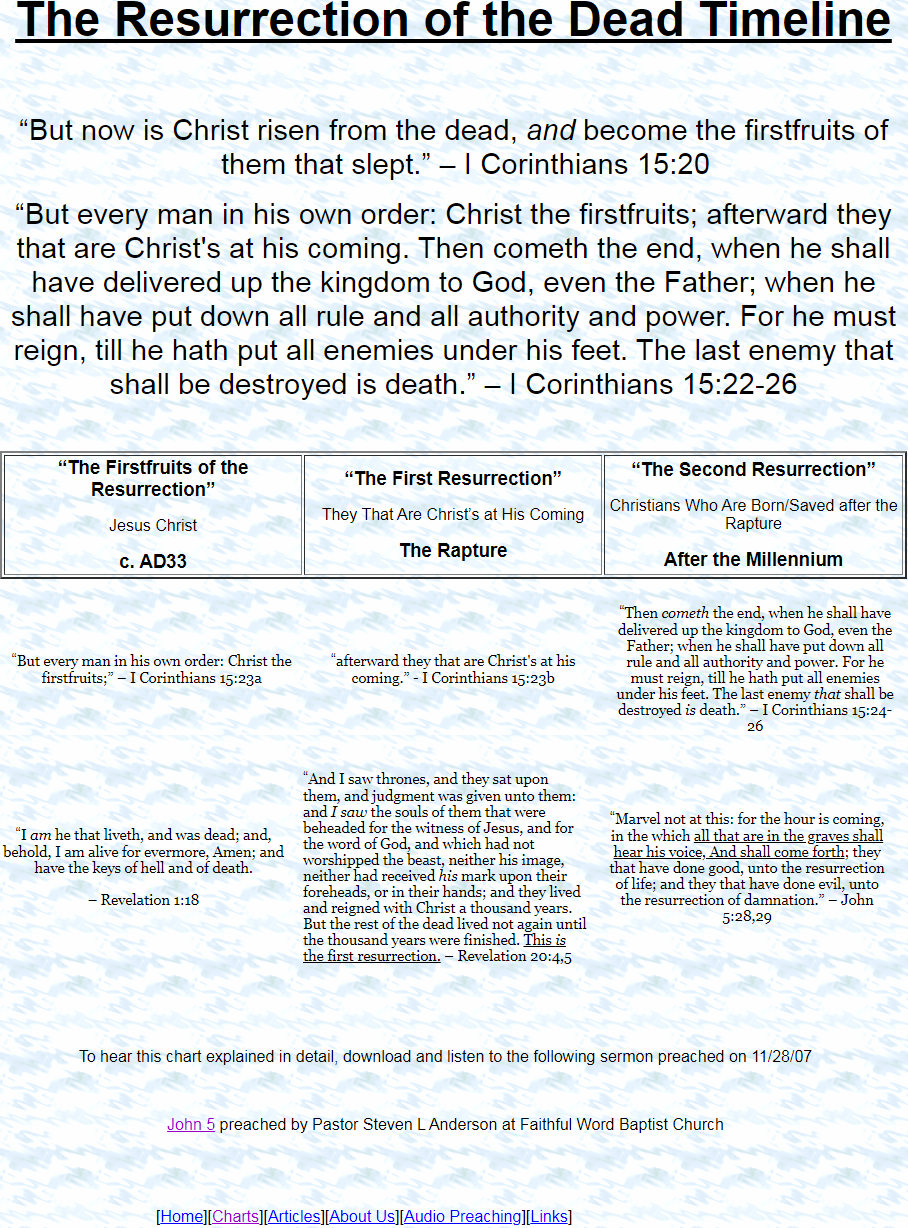 The Resurrection of the Dead Timeline
“But now is Christ risen from the dead, and become the firstfruits of
them that slept.” – I Corinthians 15:20
“But every man in his own order: Christ the firstfruits; afterward they
that are Christ's at his coming. Then cometh the end, when he shall
have delivered up the kingdom to God, even the Father; when he
shall have put down all rule and all authority and power. For he must
reign, till he hath put all enemies under his feet. The last enemy that
shall be destroyed is death.” – I Corinthians 15:22-26
“The Firstfruits of the
Resurrection”
Jesus Christ
c. AD33
“The First Resurrection”
They That Are Christ’s at His Coming
The Rapture
“The Second Resurrection”
Christians Who Are Born/Saved after the
Rapture
After the Millennium
“But every man in his own order: Christ the
firstfruits;” – I Corinthians 15:23a
“afterward they that are Christ's at his
coming.” - I Corinthians 15:23b
“Then cometh the end, when he shall have
delivered up the kingdom to God, even the
Father; when he shall have put down all
rule and all authority and power. For he
must reign, till he hath put all enemies
under his feet. The last enemy that shall be
destroyed is death.” – I Corinthians 15:24-
26
“I am he that liveth, and was dead; and,
behold, I am alive for evermore, Amen; and
have the keys of hell and of death.
– Revelation 1:18
“And I saw thrones, and they sat upon
them, and judgment was given unto them:
and I saw the souls of them that were
beheaded for the witness of Jesus, and for
the word of God, and which had not
worshipped the beast, neither his image,
neither had received his mark upon their
foreheads, or in their hands; and they lived
and reigned with Christ a thousand years.
But the rest of the dead lived not again until
the thousand years were finished. This is
the first resurrection. – Revelation 20:4,5
“Marvel not at this: for the hour is coming,
in the which all that are in the graves shall
hear his voice, And shall come forth; they
that have done good, unto the resurrection
of life; and they that have done evil, unto
the resurrection of damnation.” – John
5:28,29
To hear this chart explained in detail, download and listen to the following sermon preached on 11/28/07
John 5 preached by Pastor Steven L Anderson at Faithful Word Baptist Church
[Home][Charts][Articles][About Us][Audio Preaching][Links]